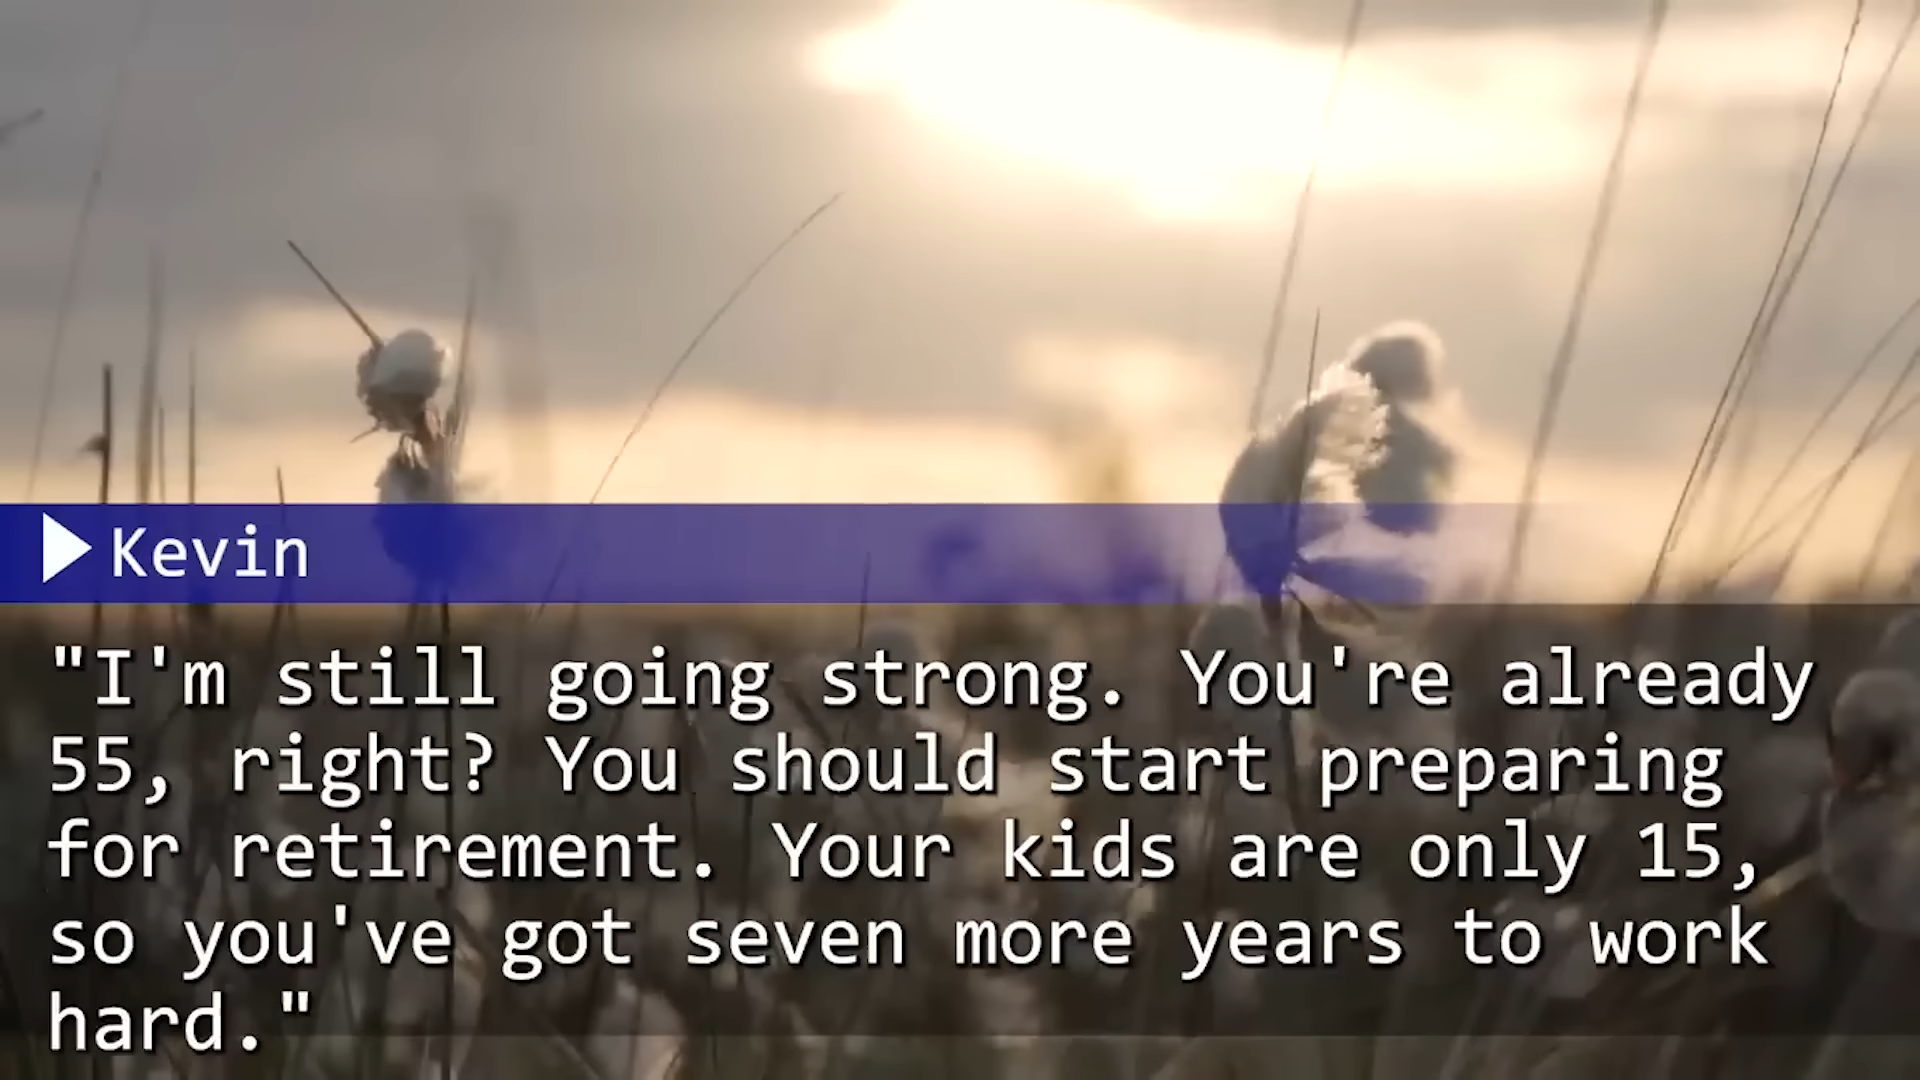 Kevin
"I'm still going strong. You're already
55, right? You should start preparing
for retirement. Your kids are only 15,
so you've got seven more years to work
hard."